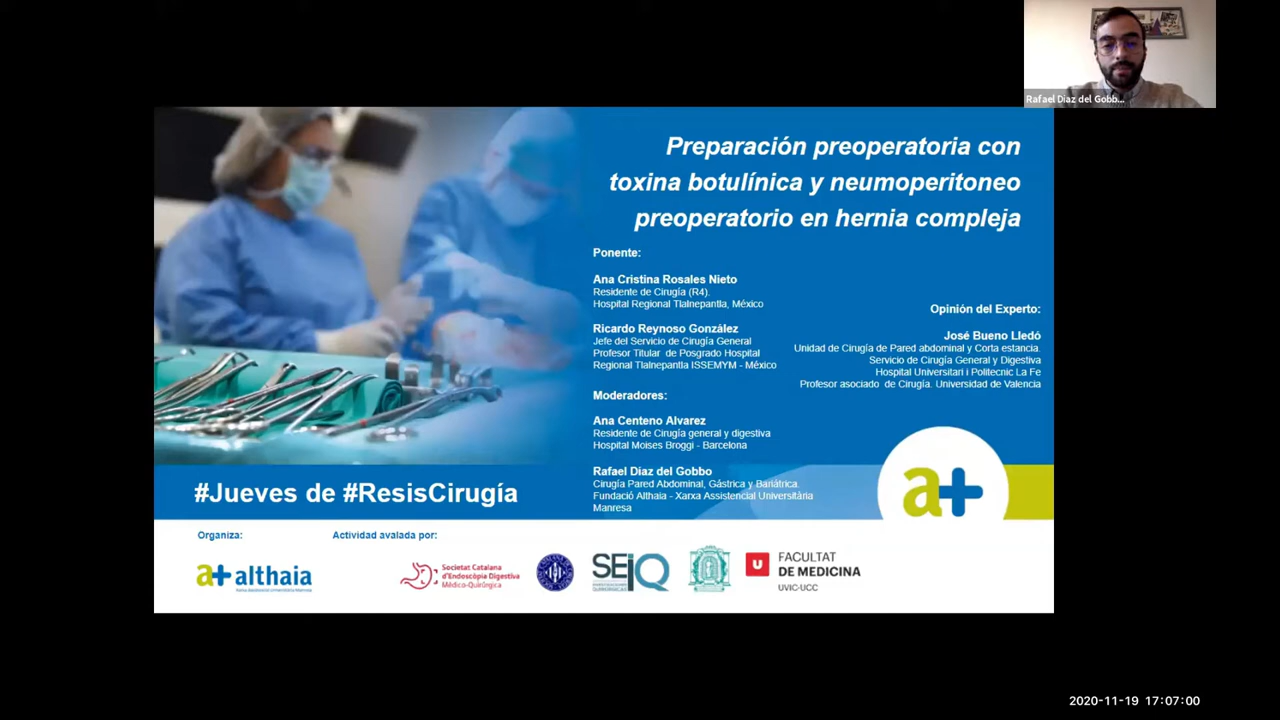 Rafael Diaz del Gobb...
Preparación preoperatoria con
toxina botulínica y neumoperitoneo
preoperatorio en hernia compleja
Ponente:
Ana Cristina Rosales Nieto
Residente de Cirugía (R4).
Hospital Regional Tlalnepantla, México
Ricardo Reynoso González
Jefe del Servicio de Cirugía General
Profesor Titular de Posgrado Hospital
Regional Tlalnepantla ISSEMYM - México
Moderadores:
Ana Centeno Alvarez
Residente de Cirugía general y digestiva
Hospital Moises Broggi - Barcelona
Rafael Diaz del Gobbo
Cirugía Pared Abdominal, Gástrica y Bariátrica.
Fundació Althaia - Xarxa Assistencial Universitària
Manresa
Opinión del Experto:
José Bueno Lledó
Unidad de Cirugía de Pared abdominal y Corta estancia.
Servicio de Cirugía General y Digestiva
Hospital Universitari i Politecnic La Fe
Profesor asociado de Cirugía. Universidad de Valencia
a+
#Jueves de #ResisCirugía
Organiza:
Actividad avalada por:
a+ althaia
Xarxa Assistencial Universitària Manresa
Societat Catalana
d'Endoscòpia Digestiva
Mèdico-Quirúrgica
SEIQ
U
FACULTAT
DE MEDICINA
UVIC·UCC
2020-11-19 17:07:00